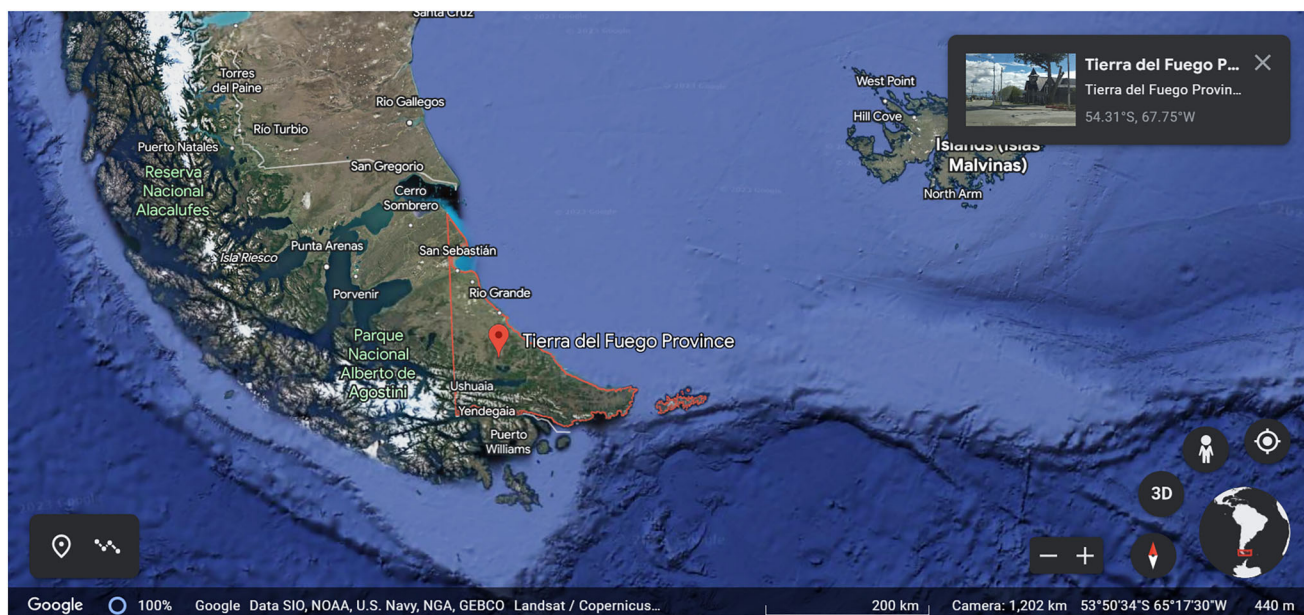 Santa Cruz
Torres
del Paine
Rio Gallegos
Río Turbio
Puerto Natales
San Gregorio
Reserva
Nacional
Alacalufes
Cerro
Sombrero
Punta Arenas
San Sebastián
Isla Riesco
Porvenir
Rio Grande
Parque
Nacional
Alberto de
Agostini
Tierra del Fuego Province
Ushuaia
Yendegaia
Puerto
Williams
West Point
Hill Cove
Islands (Islas
Malvinas)
North Arm
Tierra del Fuego P...
Tierra del Fuego Provin...
54.31°S, 67.75°W
3D
Google
100%
Google Data SIO, NOAA, U.S. Navy, NGA, GEBCO Landsat / Copernicus...
200 km
Camera: 1,202 km 53°50'34"S 65°17'30"W 440 m